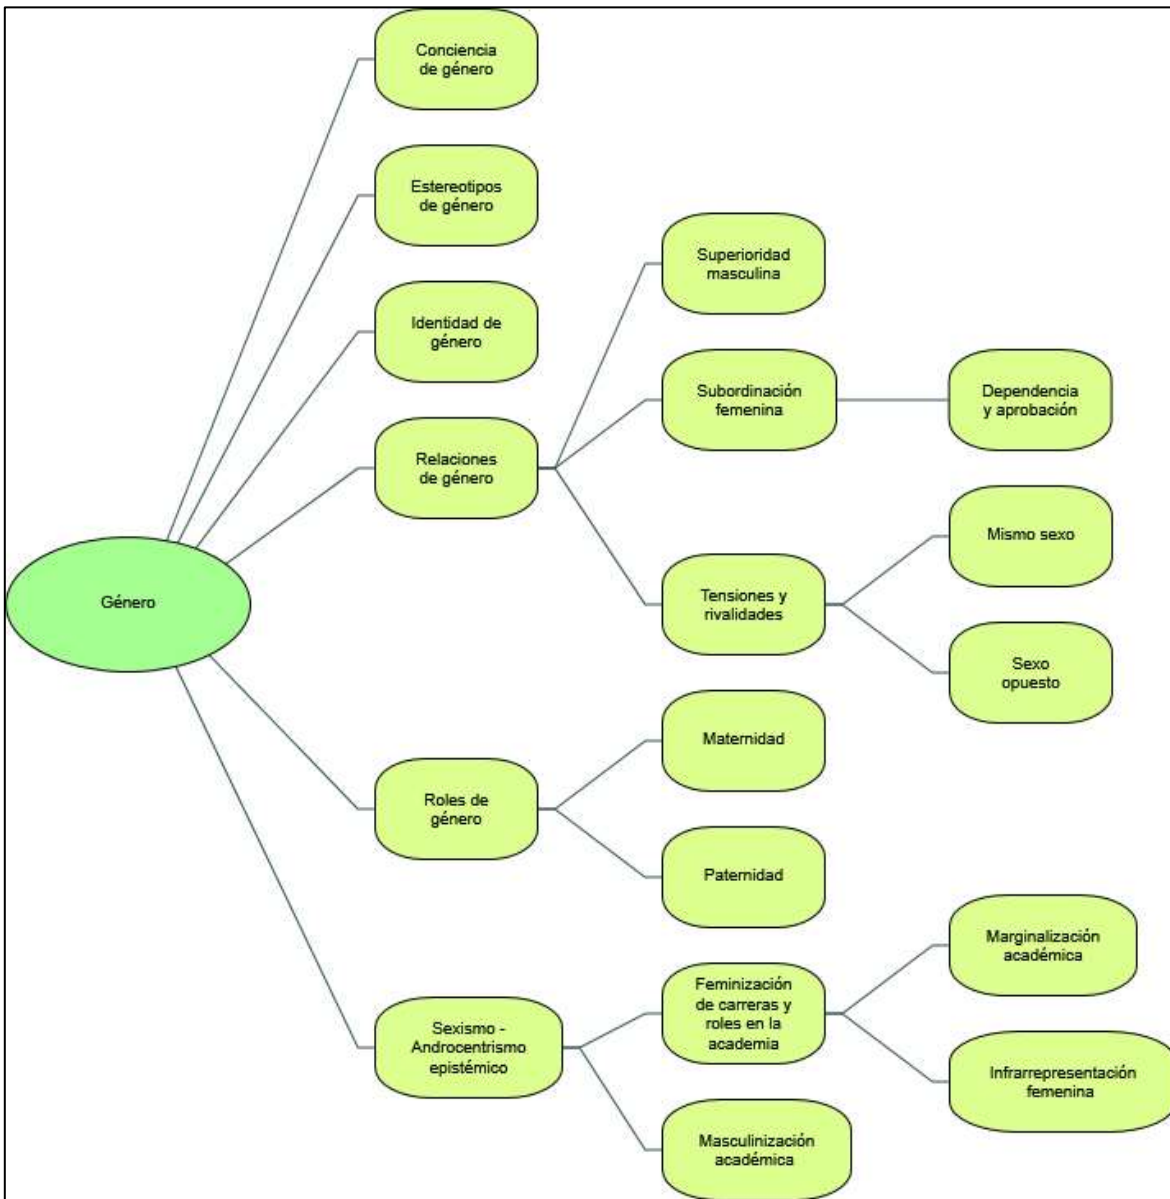 Conciencia
de género
Estereotipos
de género
Identidad de
género
Relaciones
de género
Superioridad
masculina
Subordinación
femenina
Dependencia
y aprobación
Tensiones y
rivalidades
Mismo sexo
Sexo
opuesto
Género
Roles de
género
Maternidad
Paternidad
Sexismo -
Androcentrismo
epistémico
Feminización
de carreras y
roles en la
academia
Marginalización
académica
Infrarrepresentación
femenina
Masculinización
académica